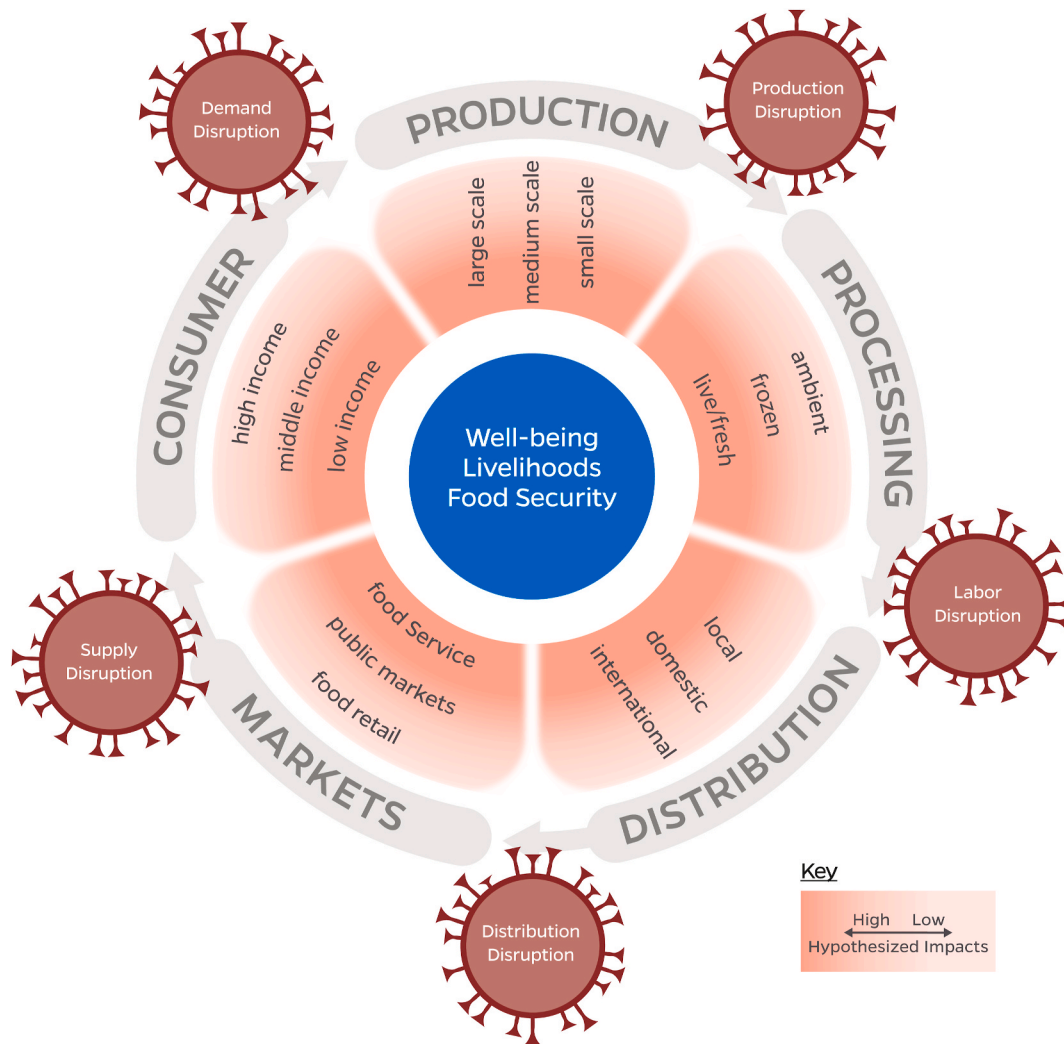 Demand
Disruption
PRODUCTION
Production
Disruption
large scale
medium scale
small scale
CONSUMER
high income
middle income
low income
PROCESSING
ambient
frozen
live/fresh
Well-being
Livelihoods
Food Security
Labor
Disruption
local
domestic
international
DISTRIBUTION
food Service
public markets
food retail
MARKETS
Supply
Disruption
Distribution
Disruption
Key
High Low
Hypothesized Impacts